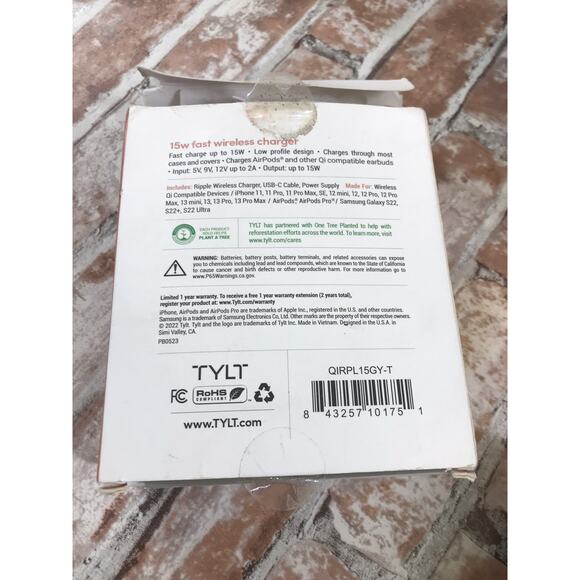 15w fast wireless charger
Fast charge up to 15W • Low profile design • Charges through most
cases and covers • Charges AirPods® and other Qi compatible earbuds
• Input: 5V, 9V, 12V up to 2A • Output: up to 15W
Includes: Ripple Wireless Charger, USB-C Cable, Power Supply Made For: Wireless
Qi Compatible Devices / iPhone 11, 11 Pro, 11 Pro Max, SE, 12 mini, 12, 12 Pro, 12 Pro
Max, 13 mini, 13, 13 Pro, 13 Pro Max / AirPods® AirPods Pro® / Samsung Galaxy S22,
S22+, S22 Ultra
EACH PRODUCT
SOLD HELPS
PLANT A TREE
TYLT has partnered with One Tree Planted to help with
reforestation efforts across the world. To learn more, visit
www.tylt.com/cares
WARNING: Batteries, battery posts, battery terminals, and related accessories can expose
you to chemicals including lead and lead compounds, which are known to the State of California
to cause cancer and birth defects or other reproductive harm. For more information go to
www.P65Warnings.ca.gov.
Limited 1 year warranty. To receive a free 1 year warranty extension (2 years total),
register your product at: www.Tylt.com/warranty
iPhone, AirPods and AirPods Pro are trademarks of Apple Inc., registered in the U.S. and other countries.
Samsung is a trademark of Samsung Electronics Co., Ltd. Other marks are the property of their respective owners.
© 2022 Tylt. Tylt and the logo are trademarks of Tylt Inc. Made in Vietnam. Designed in the U.S.A. in
Simi Valley, CA.
PB0523
TYLT
FC RoHS
COMPLIANT
www.TYLT.com
QIRPL15GY-T
8 43257 10175 1